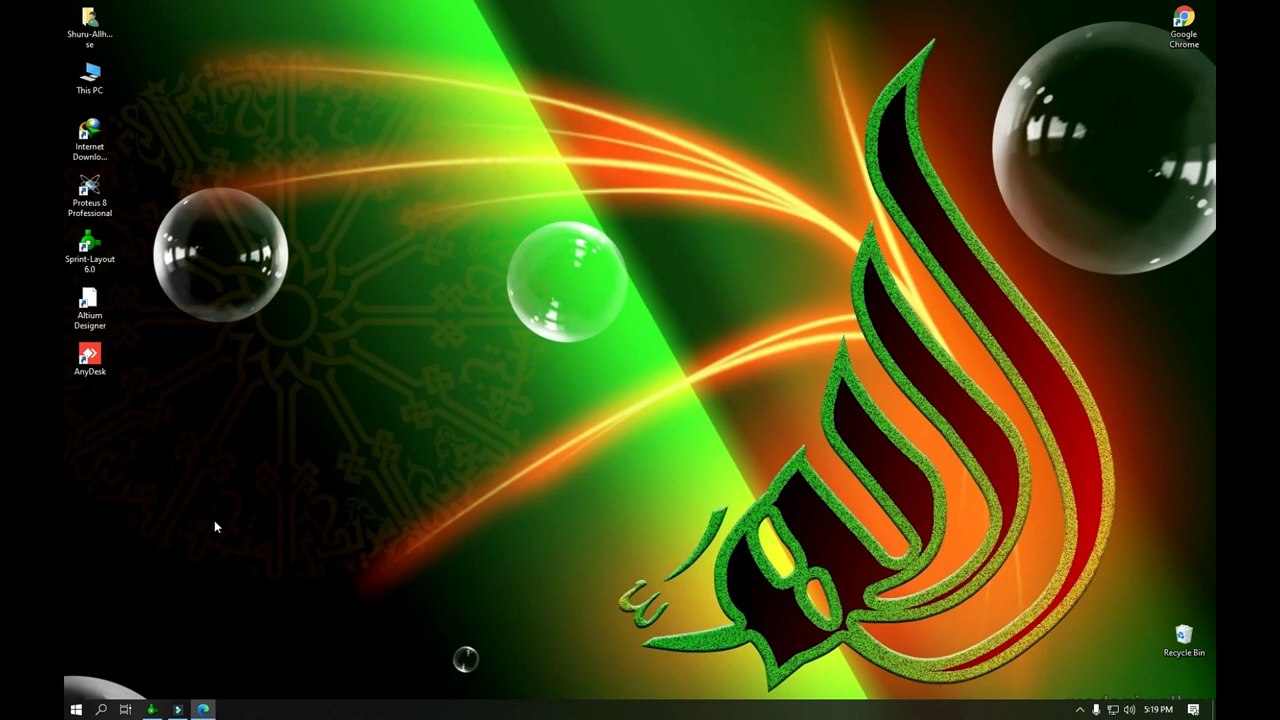 Shuru-Allh...
se
This PC
Internet
Downlo...
Proteus 8
Professional
Sprint-Layout
6.0
Altium
Designer
AnyDesk
Google
Chrome
الله
Recycle Bin
5:19 PM